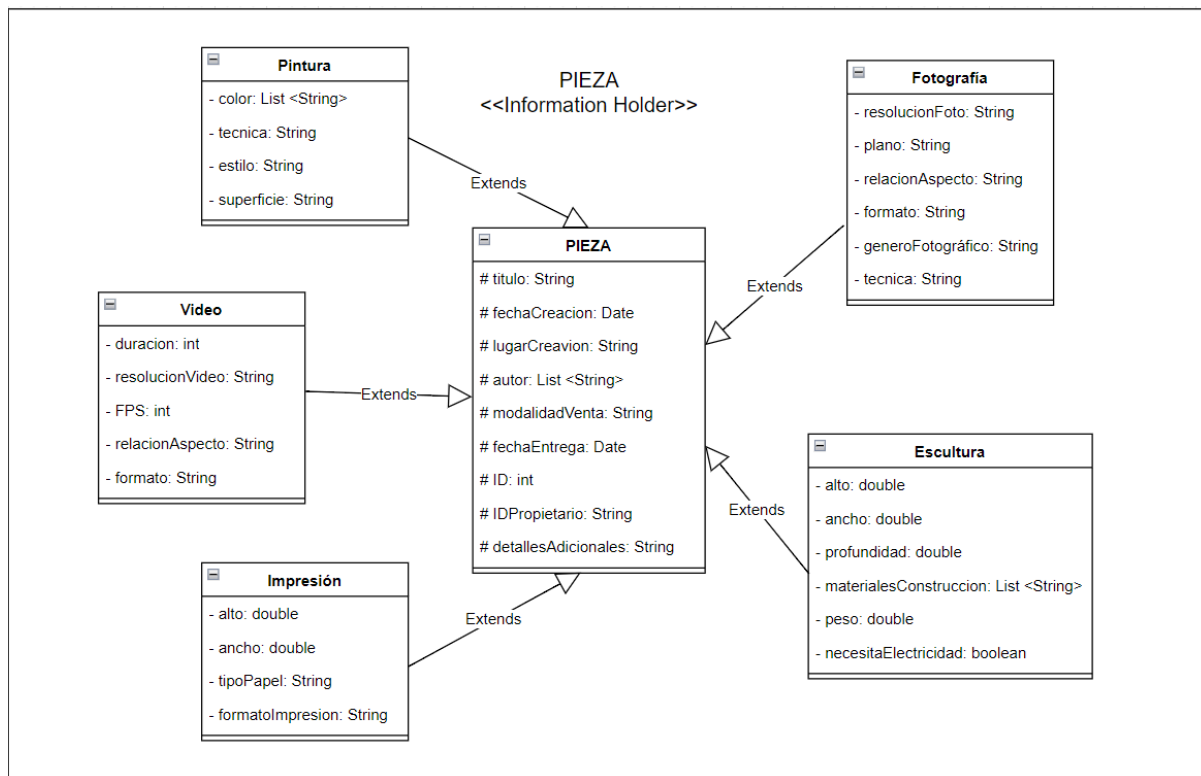 Pintura
- color: List <String>
- tecnica: String
- estilo: String
- superficie: String
PIEZA
<<Information Holder>>
Fotografía
- resolucionFoto: String
- plano: String
- relacionAspecto: String
- formato: String
- generoFotográfico: String
- tecnica: String
Extends
Extends
PIEZA
# titulo: String
# fechaCreacion: Date
# lugarCreavion: String
# autor: List <String>
# modalidadVenta: String
# fechaEntrega: Date
# ID: int
# IDPropietario: String
# detallesAdicionales: String
Video
- duracion: int
- resolucionVideo: String
- FPS: int
- relacionAspecto: String
- formato: String
Extends
Escultura
- alto: double
- ancho: double
- profundidad: double
- materialesConstruccion: List <String>
- peso: double
- necesitaElectricidad: boolean
Extends
Impresión
- alto: double
- ancho: double
- tipoPapel: String
- formatoImpresion: String
Extends